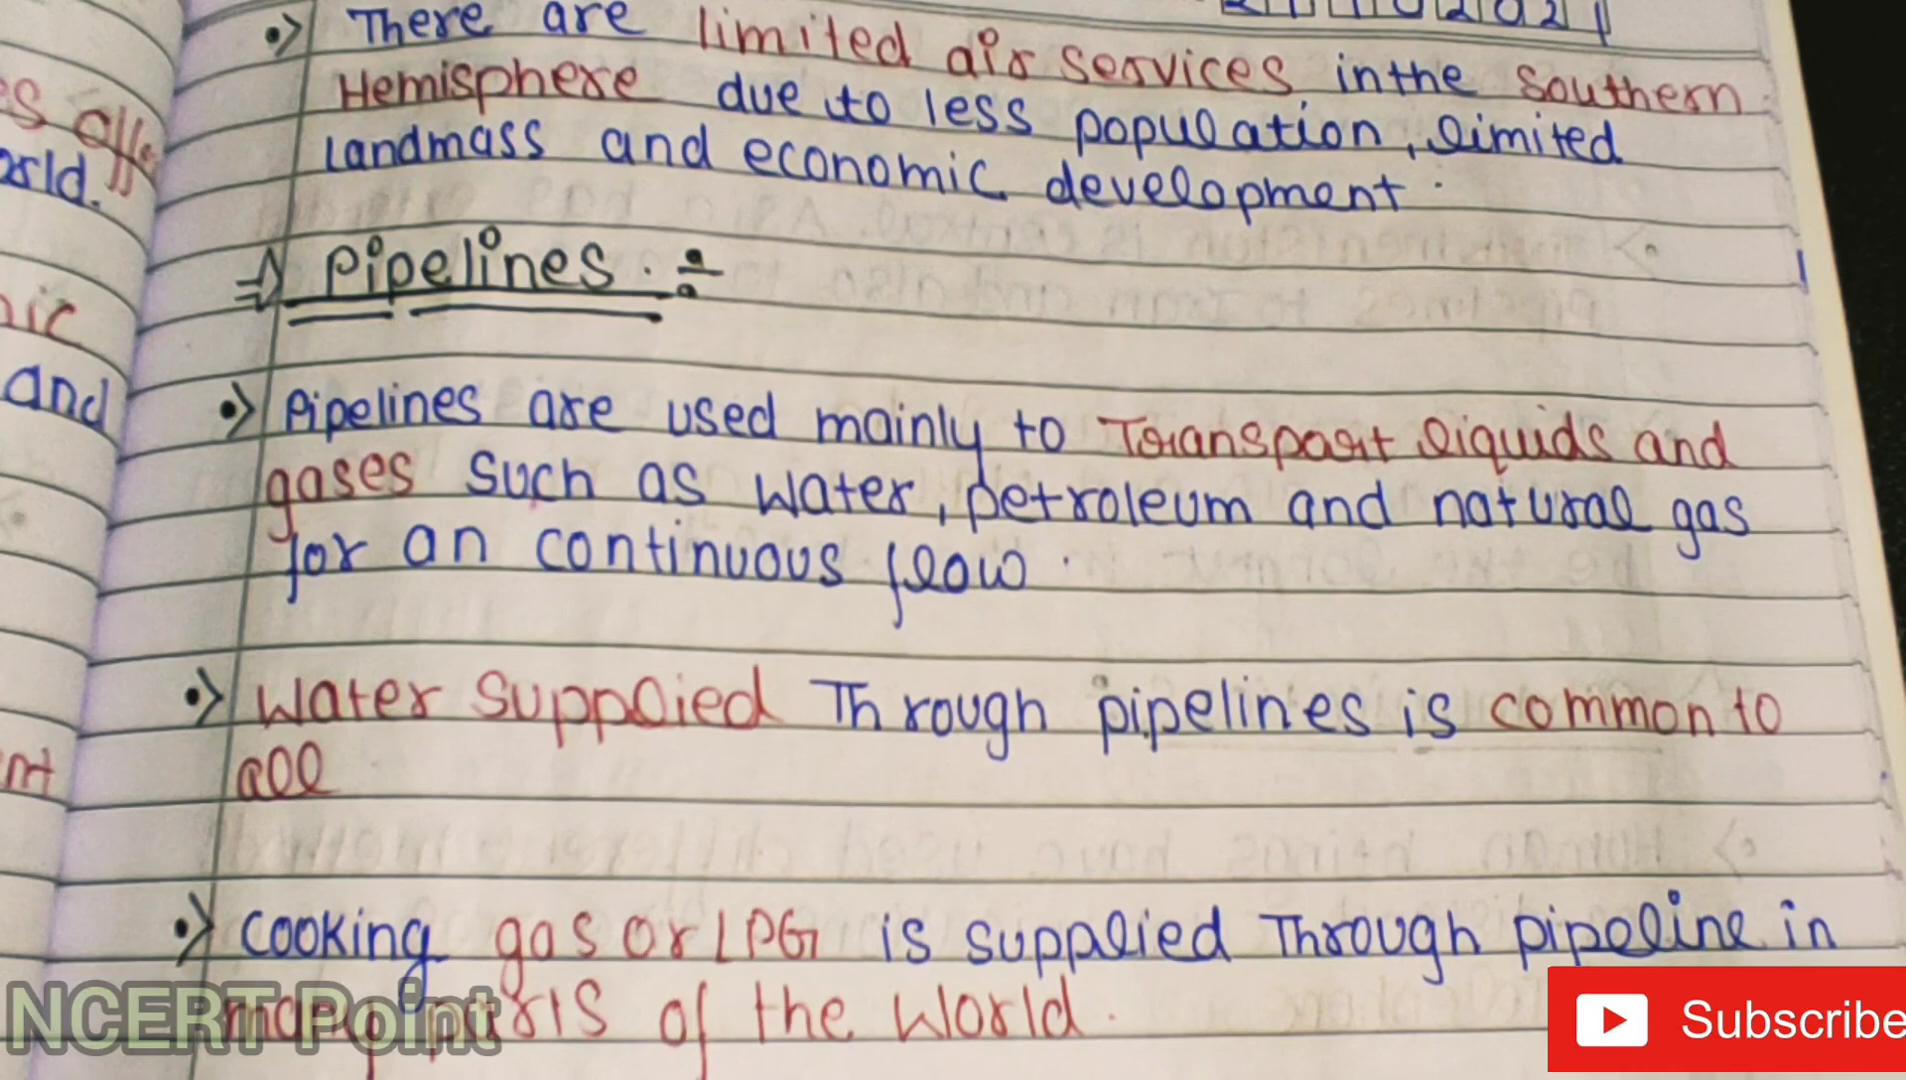 There are limited air services in the Southern
Hemisphere due to less population, limited
Landmass and economic development.
⇒ Pipelines :
•> Pipelines are used mainly to Transport liquids and
gases such as water, petroleum and natural gas
for an continuous flow.
•> Water supplied Through pipelines is common to
all
•> cooking gas or LPG is supplied Through pipeline in
many parts of the World.
and
NCERT Point
Subscribe